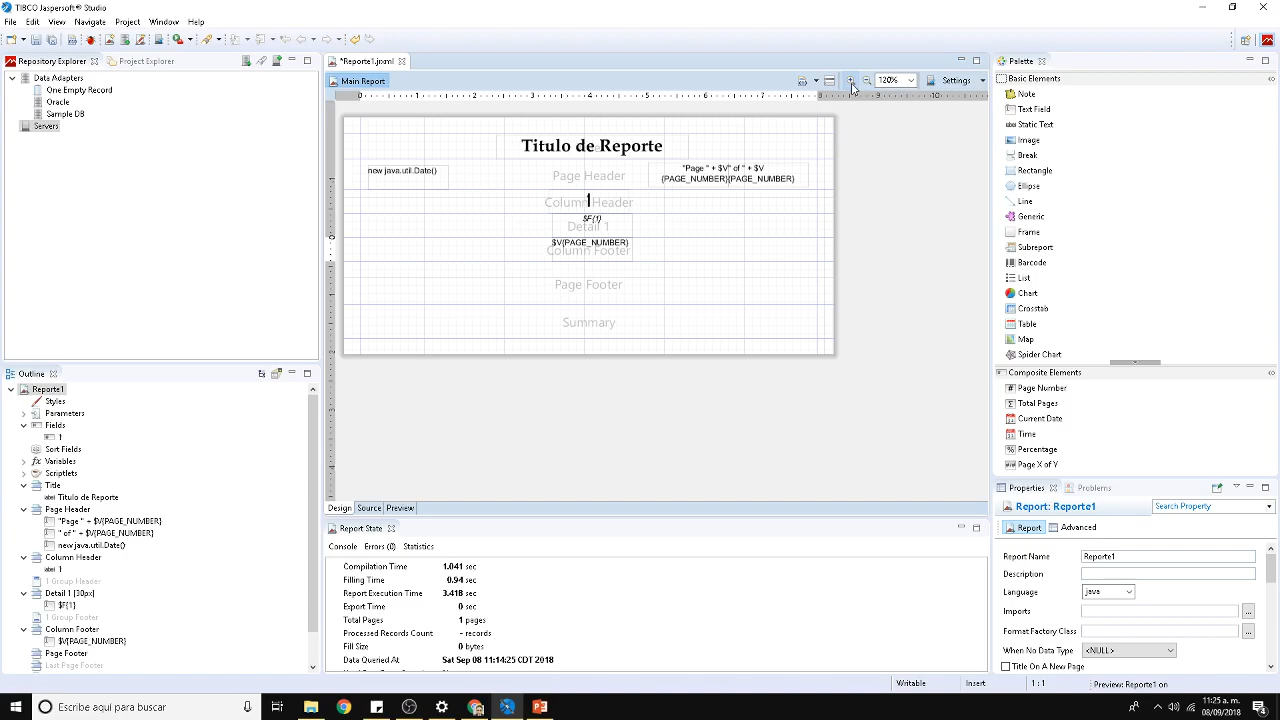 TIBCO Jaspersoft® Studio
File Edit View Navigate Project Window Help
Repository Explorer
Project Explorer
Data Adapters
One Empty Record
Oracle
Sample DB
Servers
Outline
Reporte1
Styles
Parameters
Fields
1
Sort Fields
Variables
Scriptlets
Title
Titulo de Reporte
Page Header
"Page " + $V{PAGE_NUMBER}
" of " + $V{PAGE_NUMBER}
new java.util.Date()
Column Header
1
1 Group Header
Detail 1 [30px]
$F{1}
1 Group Footer
Column Footer
$V{PAGE_NUMBER}
Page Footer
Last Page Footer
*Reporte1.jrxml
Main Report
120%
Settings
0 1 2 3 4 5 6 7 8 9 10
Titulo de Reporte
new java.util.Date()
Page Header
"Page " + $V" of " + $V
{PAGE_NUMBER}{PAGE_NUMBER}
1
Column Header
$F{1}
Detail 1
$V{PAGE_NUMBER}
Column Footer
Page Footer
Summary
Design Source Preview
Report State
Console Errors (0) Statistics
Compilation Time 1.041 sec
Filling Time 0.94 sec
Report Execution Time 3.418 sec
Export Time 0 sec
Total Pages 1 pages
Processed Records Count - records
Fill Size 0 bytes
Data Queried At Sat Sep 08 11:14:25 CDT 2018
Palette
Basic Elements
Note
Text Field
Static Text
Image
Break
Rectangle
Ellipse
Line
Generic
Frame
Subreport
Barcode
List
Chart
Crosstab
Table
Map
Spider Chart
Composite Elements
Page Number
Total Pages
Current Date
Time
Percentage
Page X of Y
Properties
Problems
Report: Reporte1
Search Property
Report
Advanced
Report Name Reporte1
Description
Language java
Imports ...
Format Factory Class ...
When No Data Type <NULL>
Title On A New Page
Writable Insert 1 : 1 Preview: Reporte1 on
Escribe aquí para buscar
11:25 a. m.
08/09/2018